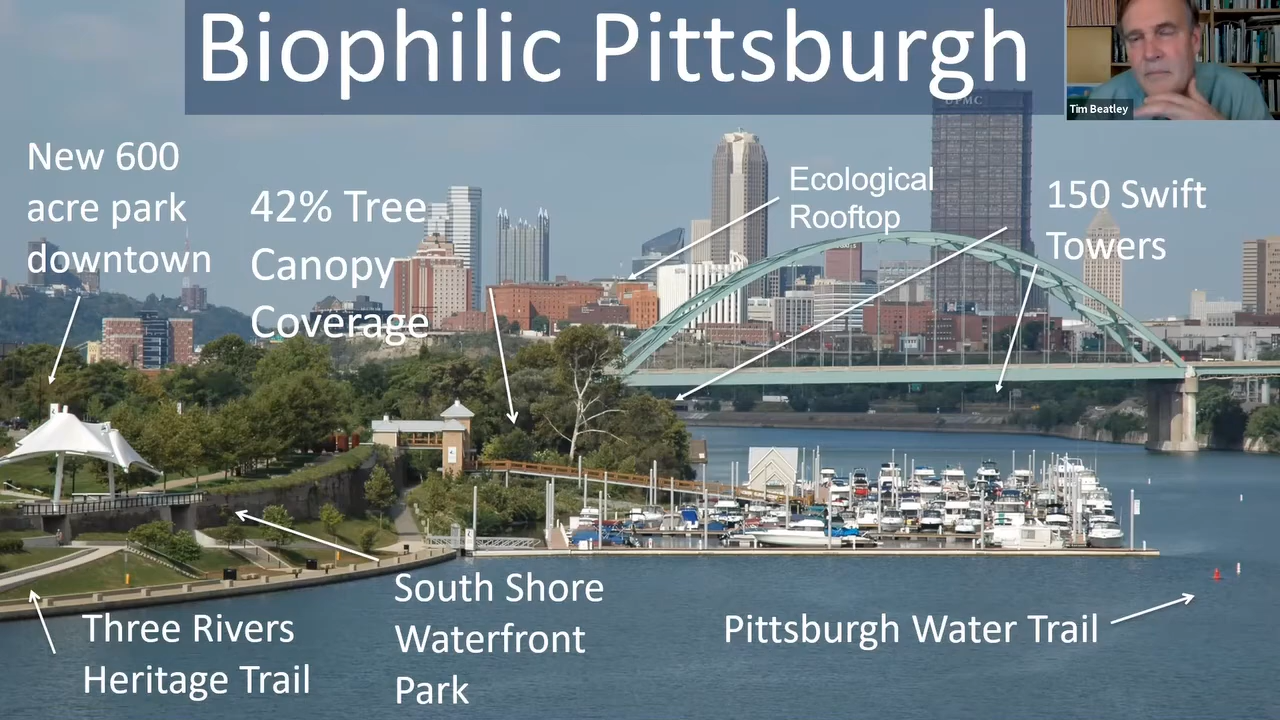 Biophilic Pittsburgh
Tim Beatley
UPMC
New 600
acre park
downtown
42% Tree
Canopy
Coverage
Ecological
Rooftop
150 Swift
Towers
South Shore
Waterfront
Park
Three Rivers
Heritage Trail
Pittsburgh Water Trail